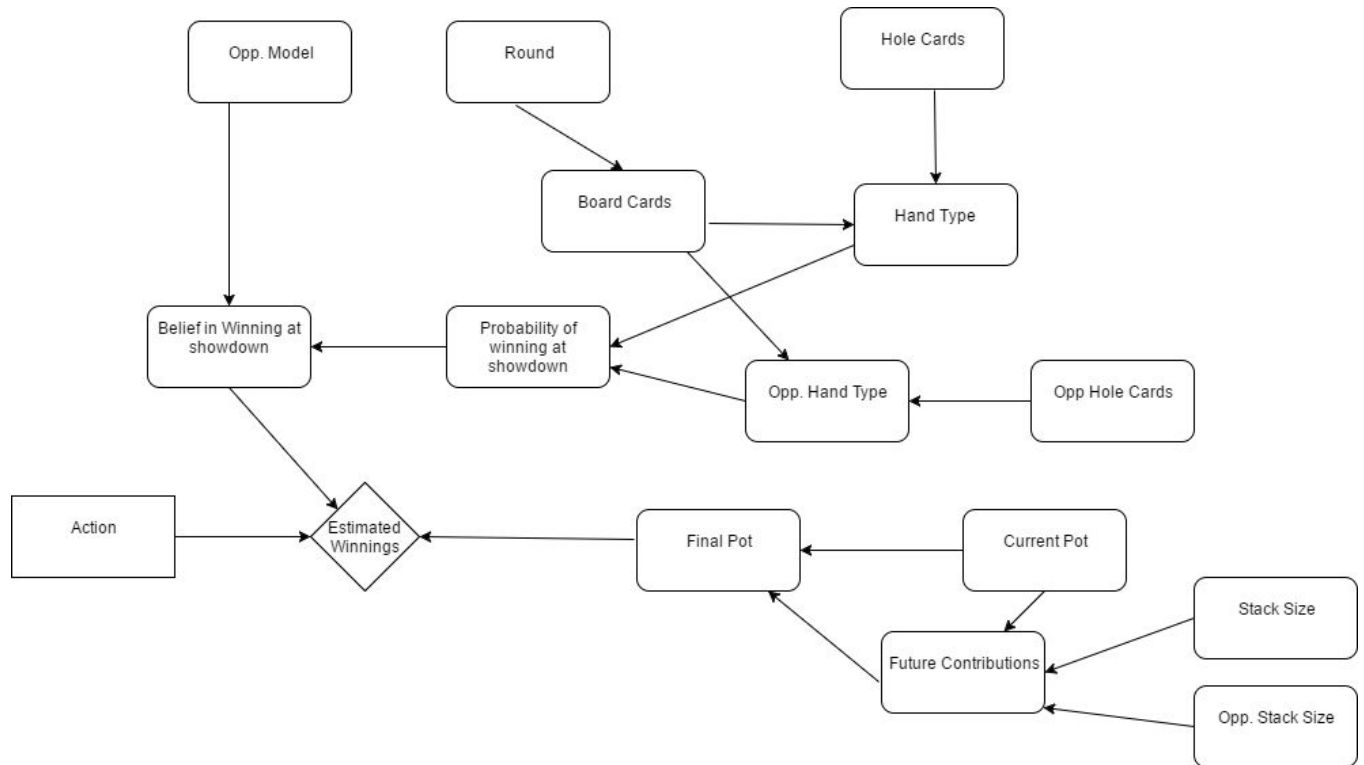 Opp. Model
Round
Hole Cards
Board Cards
Hand Type
Belief in Winning at
showdown
Probability of
winning at
showdown
Opp. Hand Type
Opp Hole Cards
Action
Estimated
Winnings
Final Pot
Current Pot
Stack Size
Future Contributions
Opp. Stack Size